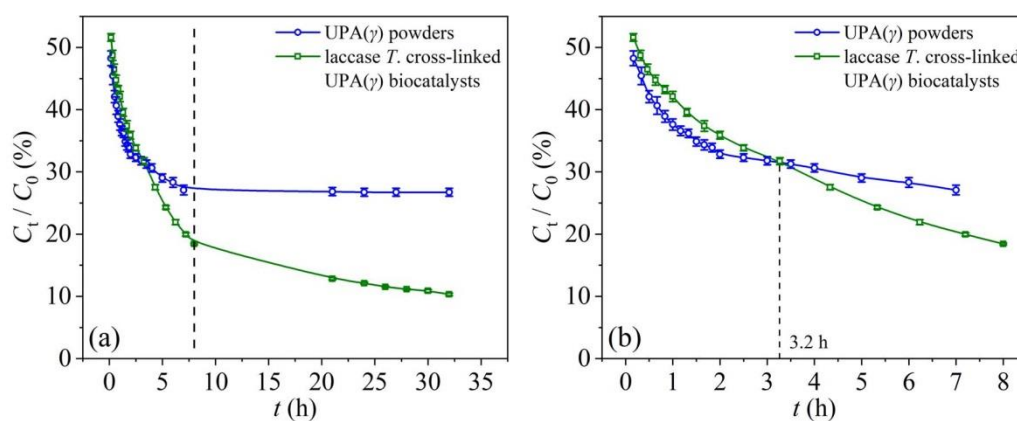 UPA(γ) powders
laccase T. cross-linked
UPA(γ) biocatalysts
50
40
30
20
10
0
Ct / C0 (%)
(a)
0 5 10 15 20 25 30 35
t (h)
UPA(γ) powders
laccase T. cross-linked
UPA(γ) biocatalysts
50
40
30
20
10
0
Ct / C0 (%)
(b)
3.2 h
0 1 2 3 4 5 6 7 8
t (h)